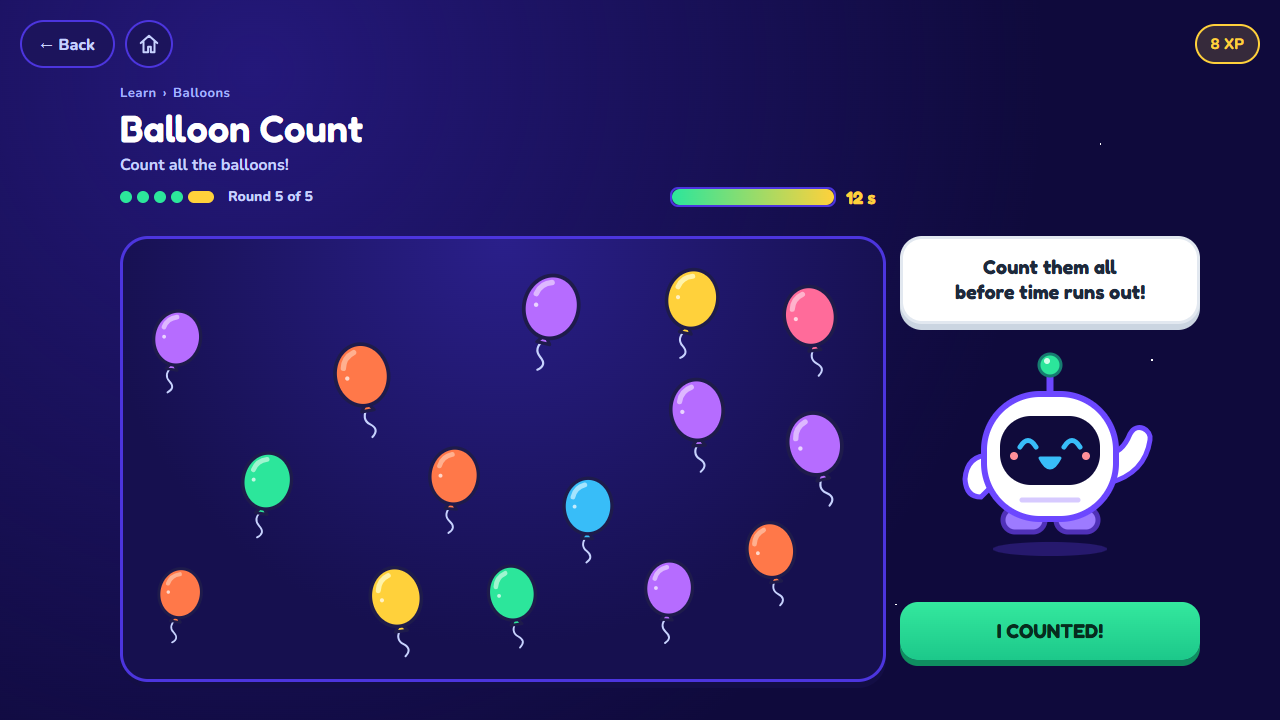 ← Back
8 XP
Learn › Balloons
Balloon Count
Count all the balloons!
Round 5 of 5
12 s
Count them all
before time runs out!
I COUNTED!